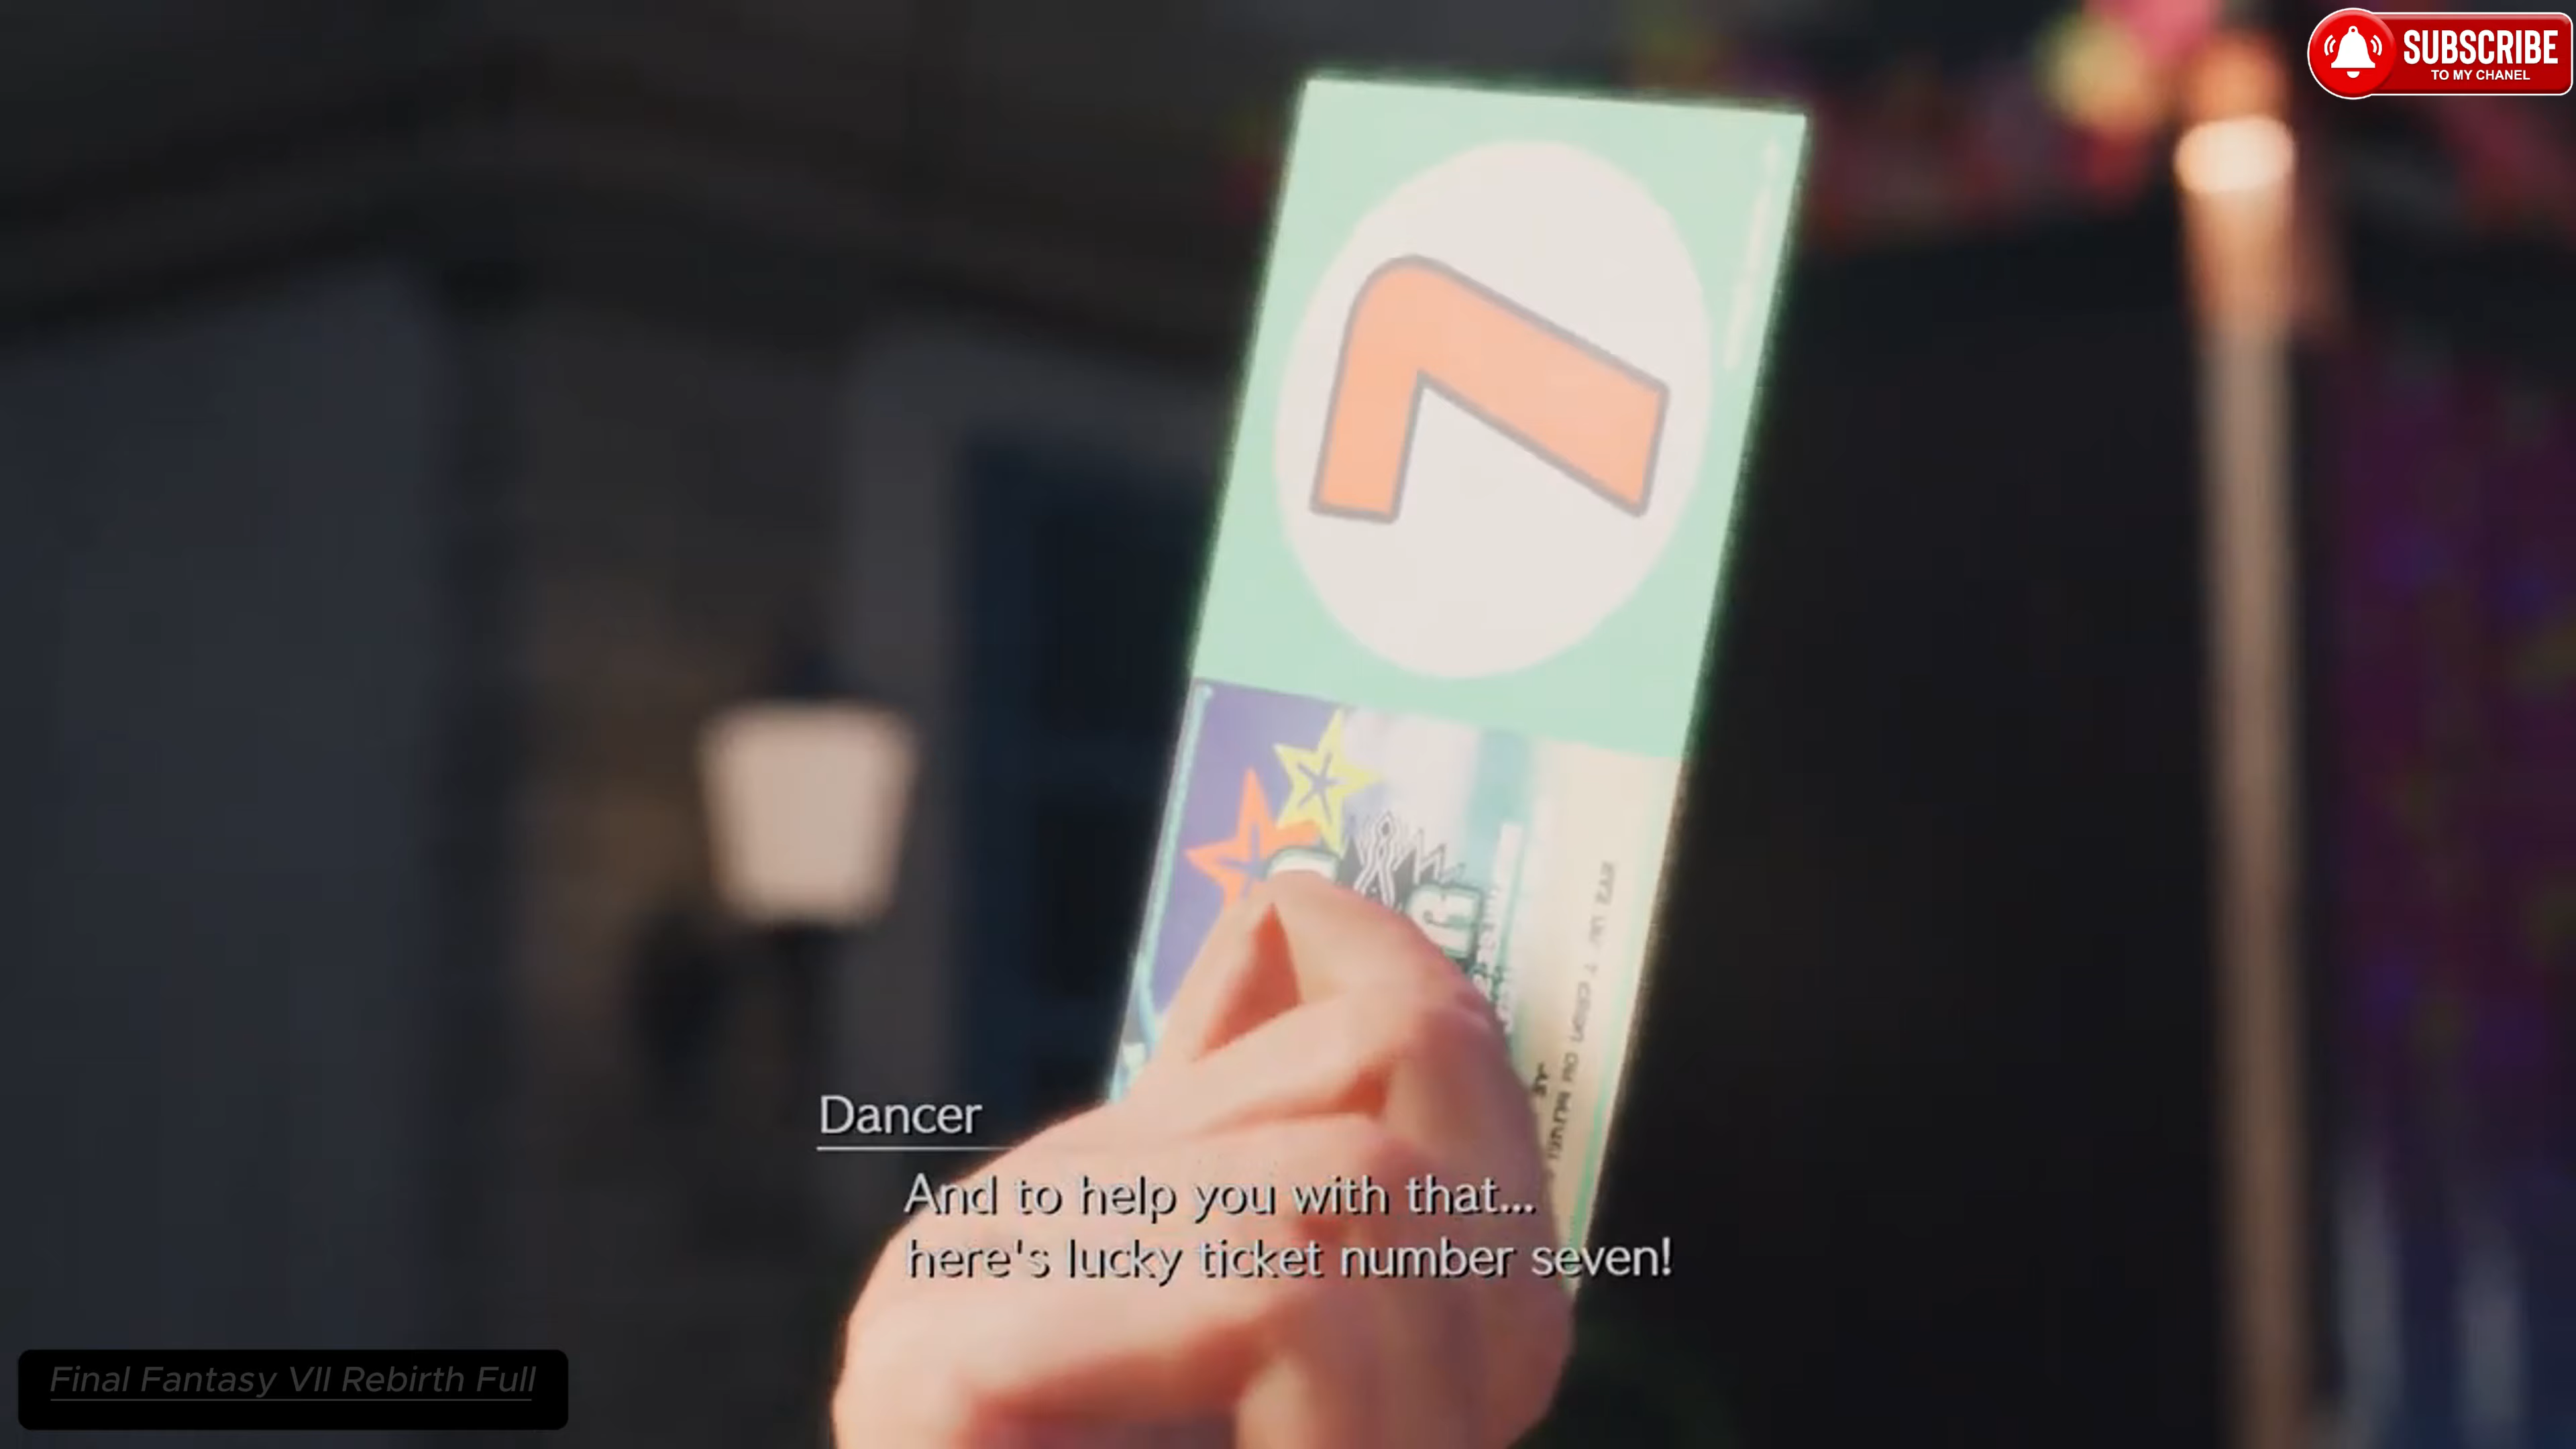 SUBSCRIBE
TO MY CHANEL
7
Dancer
And to help you with that...
here's lucky ticket number seven!
Final Fantasy VII Rebirth Full